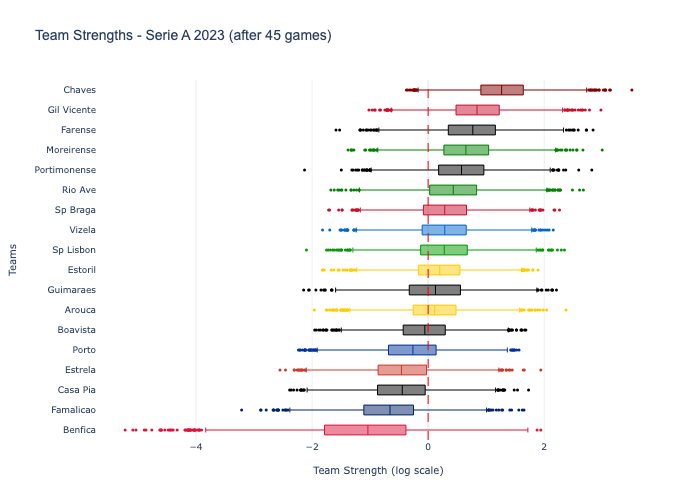 Team Strengths - Serie A 2023 (after 45 games)
Chaves
Gil Vicente
Farense
Moreirense
Portimonense
Rio Ave
Sp Braga
Vizela
Sp Lisbon
Estoril
Guimaraes
Arouca
Boavista
Porto
Estrela
Casa Pia
Famalicao
Benfica
Teams
−4
−2
0
2
Team Strength (log scale)